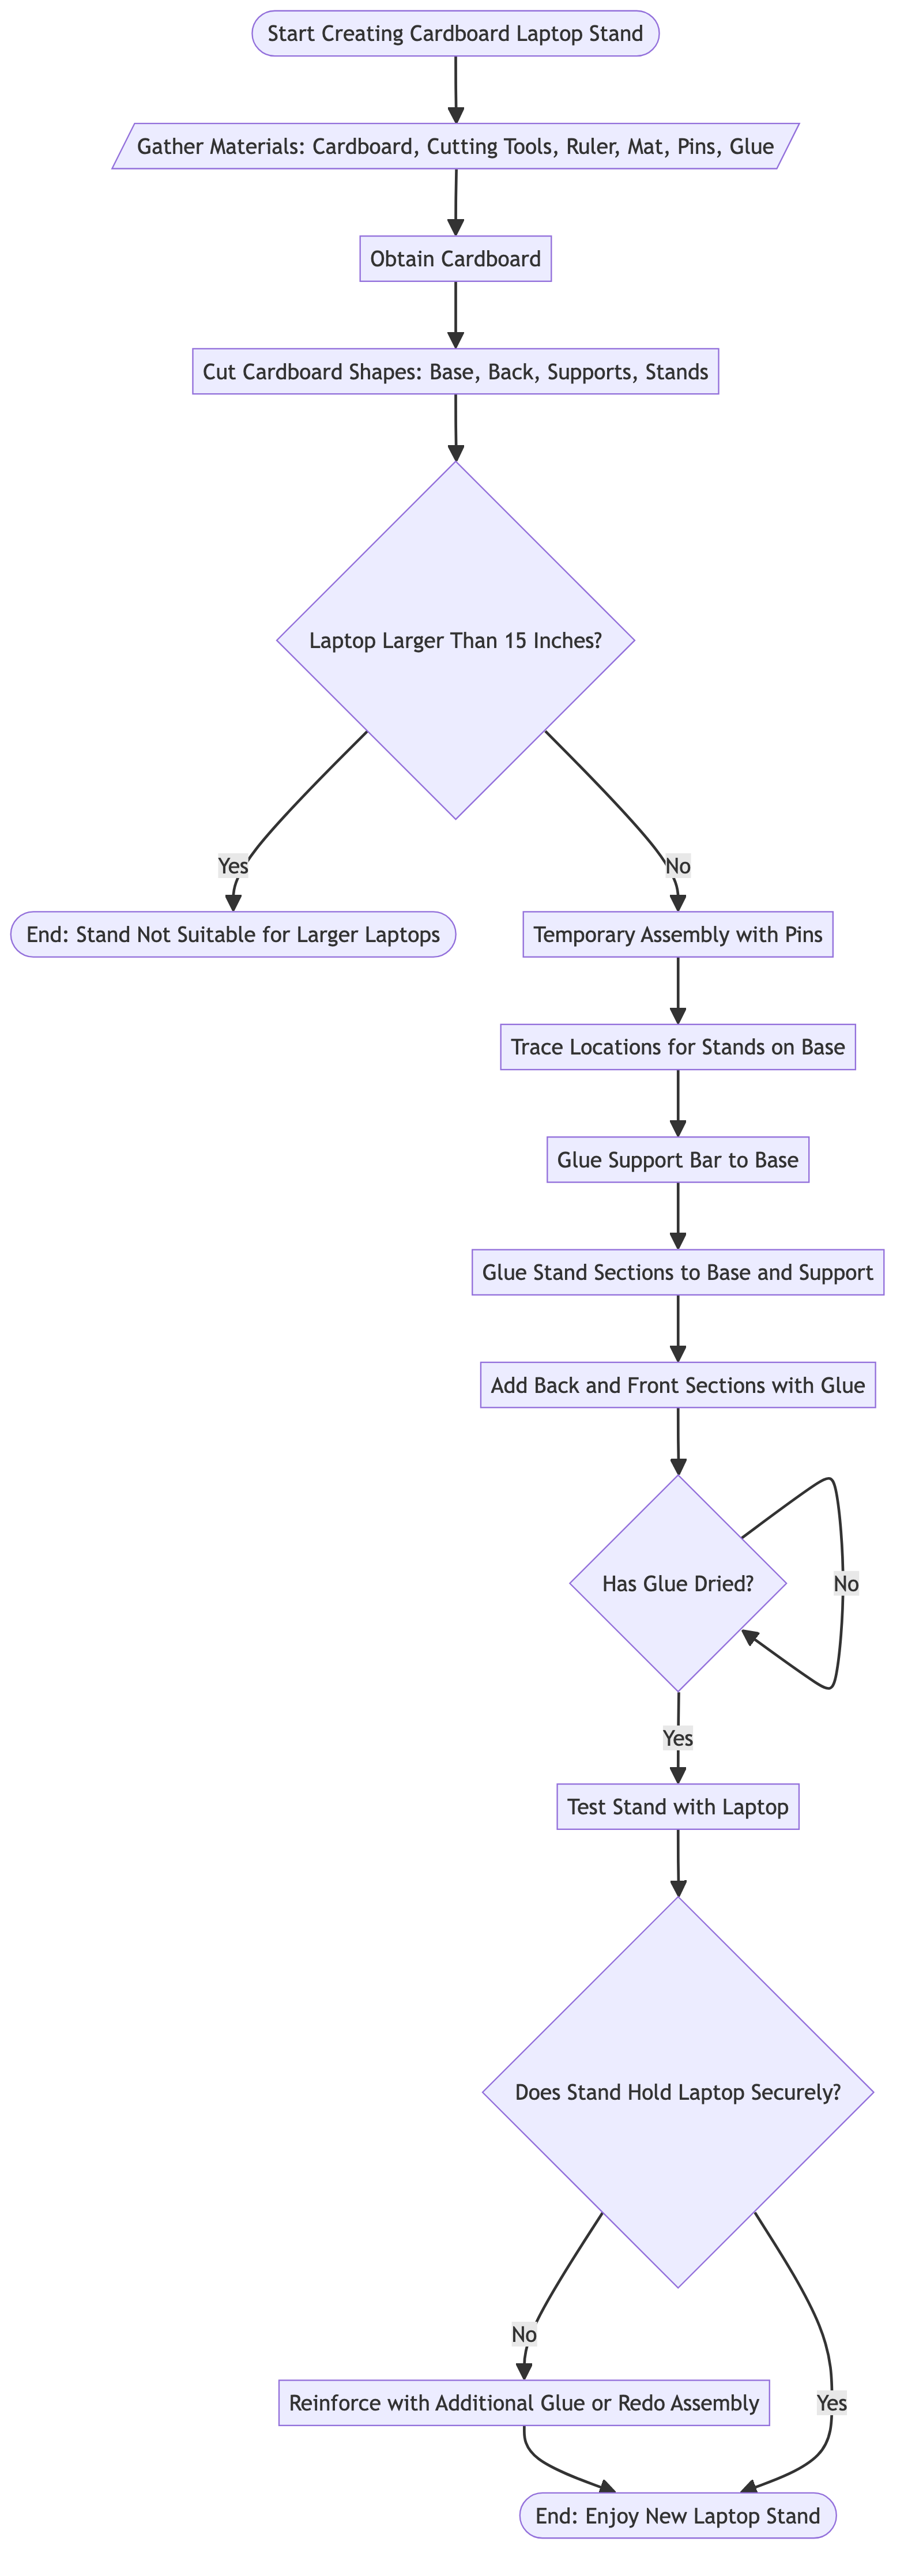 Start Creating Cardboard Laptop Stand
Gather Materials: Cardboard, Cutting Tools, Ruler, Mat, Pins, Glue
Obtain Cardboard
Cut Cardboard Shapes: Base, Back, Supports, Stands
Laptop Larger Than 15 Inches?
Yes
No
End: Stand Not Suitable for Larger Laptops
Temporary Assembly with Pins
Trace Locations for Stands on Base
Glue Support Bar to Base
Glue Stand Sections to Base and Support
Add Back and Front Sections with Glue
Has Glue Dried?
No
Yes
Test Stand with Laptop
Does Stand Hold Laptop Securely?
No
Reinforce with Additional Glue or Redo Assembly
Yes
End: Enjoy New Laptop Stand